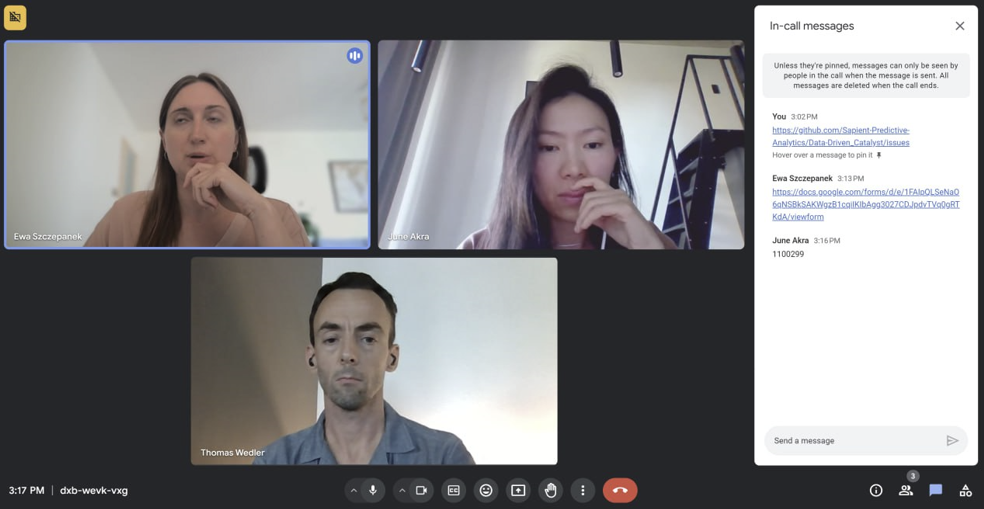 Ewa Szczepanek
June Akra
Thomas Wedler
In-call messages
Unless they're pinned, messages can only be seen by
people in the call when the message is sent. All
messages are deleted when the call ends.
You 3:02 PM
https://github.com/Sapient-Predictive-
Analytics/Data-Driven_Catalyst/issues
Hover over a message to pin it
Ewa Szczepanek 3:13 PM
https://docs.google.com/forms/d/e/1FAIpQLSeNaO
6qNSBkSAKWgzB1cqiIKIbAgg3027CDJpdvTVq0gRT
KdA/viewform
June Akra 3:16 PM
1100299
Send a message
3:17 PM | dxb-wevk-vxg
CC
3